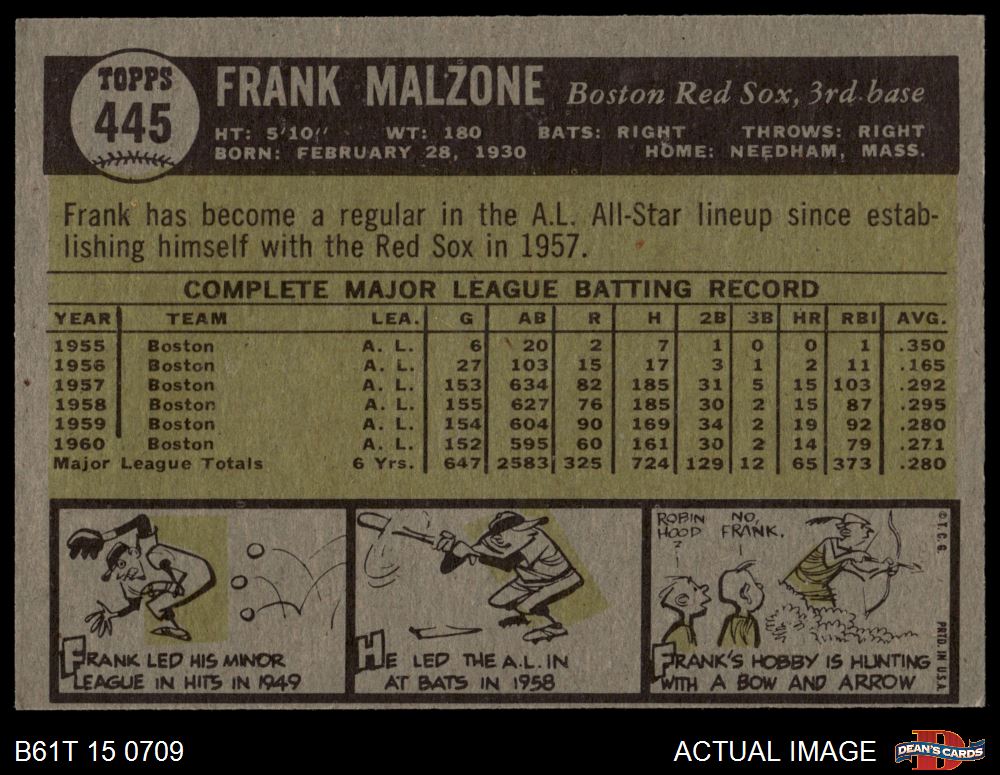 TOPPS
445
FRANK MALZONE Boston Red Sox, 3rd base
HT: 5'10" WT: 180 BATS: RIGHT THROWS: RIGHT
BORN: FEBRUARY 28, 1930 HOME: NEEDHAM, MASS.
Frank has become a regular in the A.L. All-Star lineup since estab-
lishing himself with the Red Sox in 1957.
COMPLETE MAJOR LEAGUE BATTING RECORD
YEAR TEAM LEA. G AB R H 2B 3B HR RBI AVG.
1955 Boston A. L. 6 20 2 7 1 0 0 1 .350
1956 Boston A. L. 27 103 15 17 3 1 2 11 .165
1957 Boston A. L. 153 634 82 185 31 5 15 103 .292
1958 Boston A. L. 155 627 76 185 30 2 15 87 .295
1959 Boston A. L. 154 604 90 169 34 2 19 92 .280
1960 Boston A. L. 152 595 60 161 30 2 14 79 .271
Major League Totals 6 Yrs. 647 2583 325 724 129 12 65 373 .280
FRANK LED HIS MINOR
LEAGUE IN HITS IN 1949
HE LED THE A.L. IN
AT BATS IN 1958
ROBIN
HOOD
?
NO,
FRANK.
FRANK'S HOBBY IS HUNTING
WITH A BOW AND ARROW
© T. C. G.
PRTD. IN U.S.A.
B61T 15 0709 ACTUAL IMAGE
D
DEAN'S CARDS